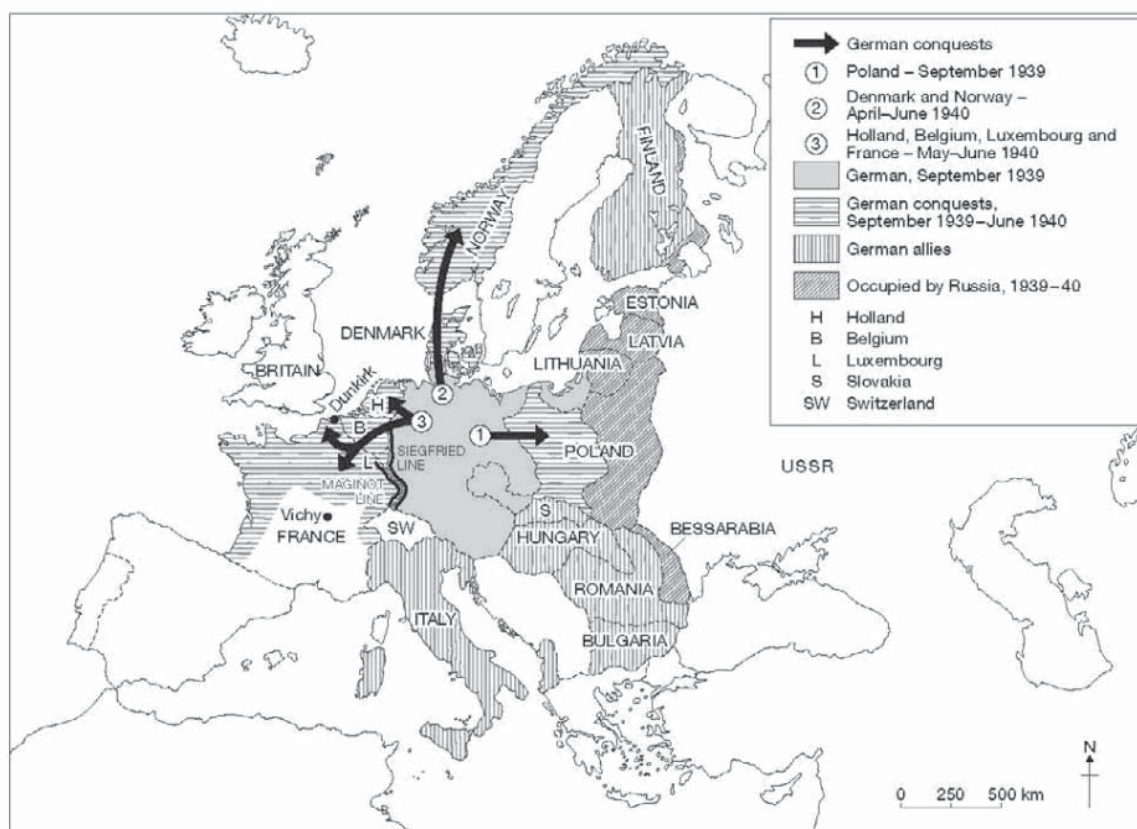 German conquests
1 Poland – September 1939
2 Denmark and Norway –
April–June 1940
3 Holland, Belgium, Luxembourg and
France – May–June 1940
German, September 1939
German conquests,
September 1939–June 1940
German allies
Occupied by Russia, 1939–40
H Holland
B Belgium
L Luxembourg
S Slovakia
SW Switzerland
FINLAND
NORWAY
ESTONIA
LATVIA
LITHUANIA
DENMARK
BRITAIN
Dunkirk
H
2
3
B
1
SIEGFRIED
LINE
POLAND
L
MAGINOT
LINE
USSR
Vichy
FRANCE
SW
S
HUNGARY
BESSARABIA
ROMANIA
ITALY
BULGARIA
N
0 250 500 km